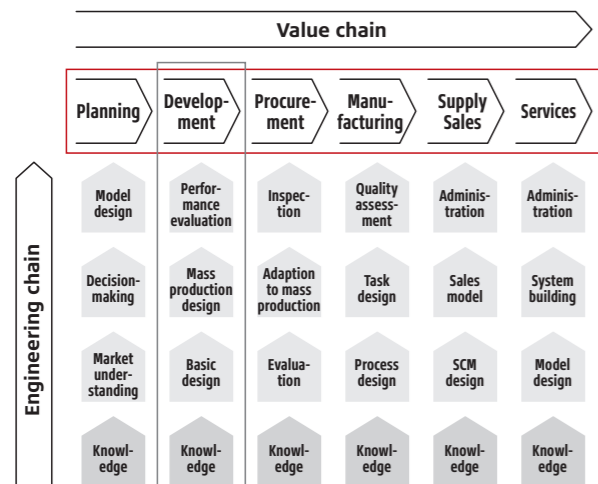 Value chain
Planning
Develop-
ment
Procure-
ment
Manu-
facturing
Supply
Sales
Services
Engineering chain
Model
design
Perfor-
mance
evaluation
Inspec-
tion
Quality
assess-
ment
Adminis-
tration
Adminis-
tration
Decision-
making
Mass
production
design
Adaption
to mass
production
Task
design
Sales
model
System
building
Market
under-
standing
Basic
design
Evalua-
tion
Process
design
SCM
design
Model
design
Knowl-
edge
Knowl-
edge
Knowl-
edge
Knowl-
edge
Knowl-
edge
Knowl-
edge